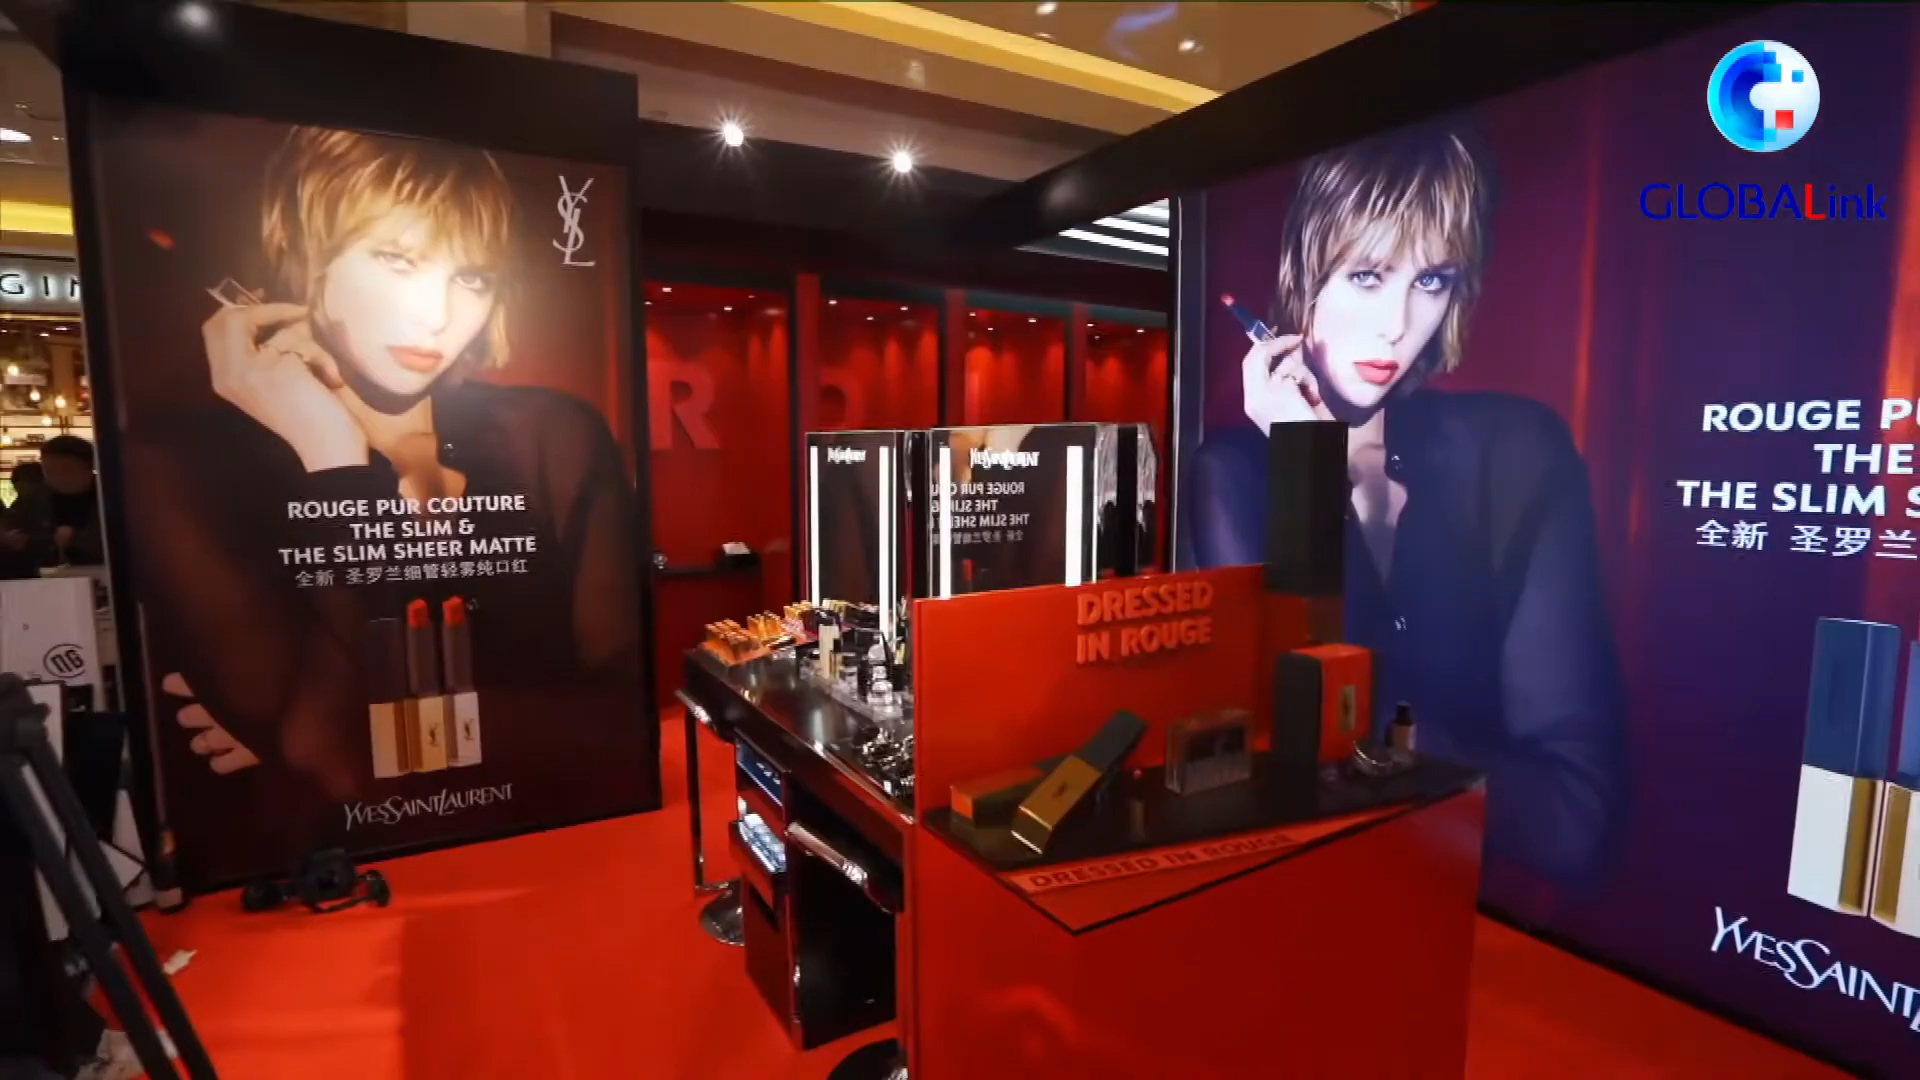 GLOBALink
YSL
ROUGE PUR COUTURE
THE SLIM &
THE SLIM SHEER MATTE
全新 圣罗兰细管轻雾纯口红
YVESSAINTLAURENT
R
YVESSAINTLAURENT
DRESSED
IN ROUGE
DRESSED IN ROUGE
ROUGE PU
THE
THE SLIM S
全新 圣罗兰
YVESSAINTL